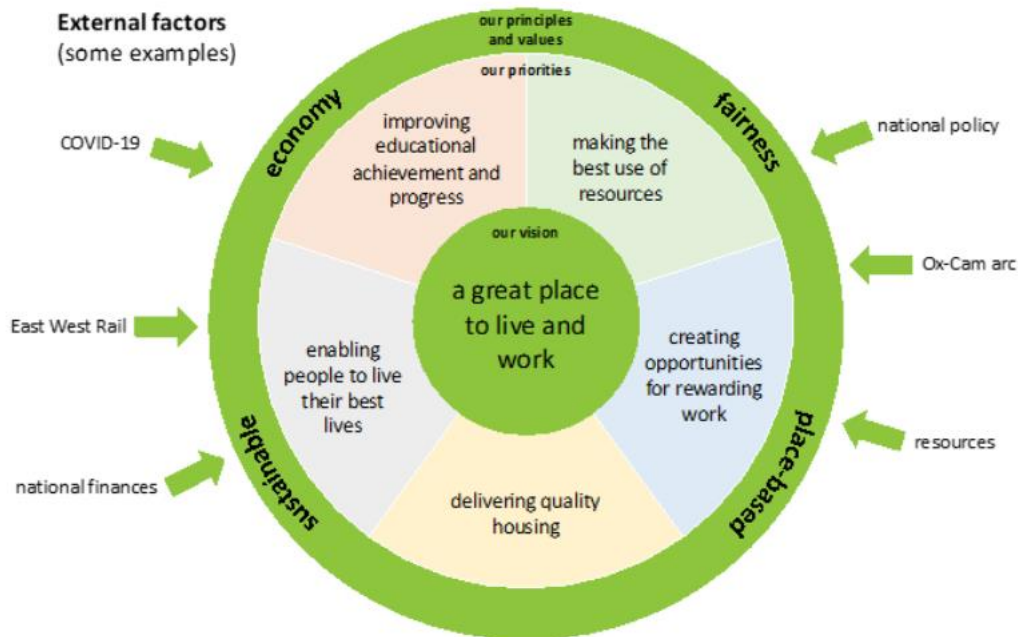 External factors
(some examples)
our principles
and values
our priorities
economy
fairness
COVID-19
national policy
improving
educational
achievement and
progress
making the
best use of
resources
our vision
a great place
to live and
work
Ox-Cam arc
East West Rail
enabling
people to live
their best
lives
creating
opportunities
for rewarding
work
resources
national finances
sustainable
place-based
delivering quality
housing